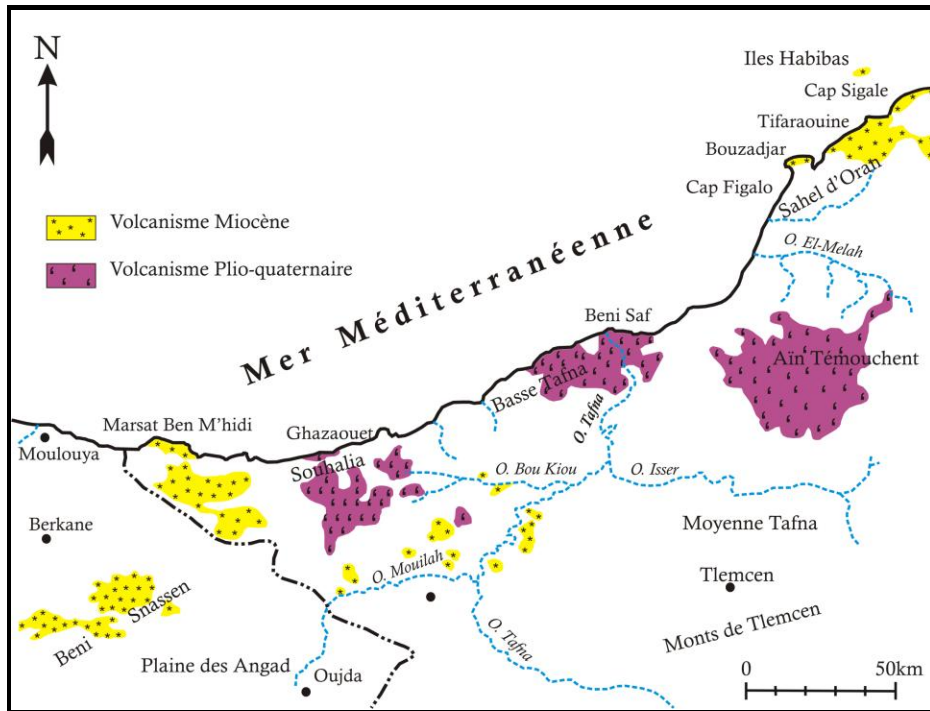 N
Iles Habibas
Cap Sigale
Tifaraouine
Bouzadjar
Cap Figalo
Sahel d'Oran
Volcanisme Miocène
Volcanisme Plio-quaternaire
Mer Méditerranéenne
O. El-Melah
Beni Saf
Aïn Témouchent
Basse Tafna
O. Tafna
Marsat Ben M'hidi
Ghazaouet
Moulouya
Souhalia
O. Bou Kiou
O. Isser
Berkane
Moyenne Tafna
O. Mouilah
Tlemcen
Beni Snassen
O. Tafna
Monts de Tlemcen
Plaine des Angad
Oujda
0 50km